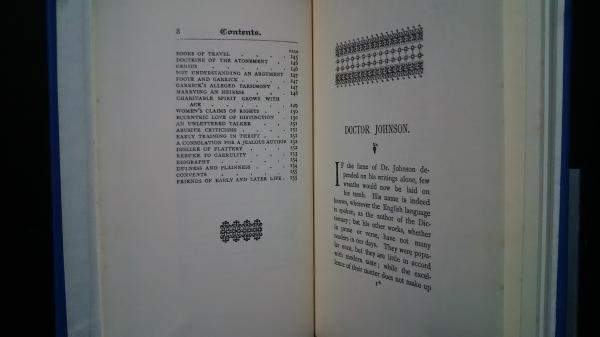 8 Contents.
PAGE
BOOKS OF TRAVEL . . . . 145
DOCTRINE OF THE ATONEMENT . 146
GENIUS . . . . . . 146
NOT UNDERSTANDING AN ARGUMENT 147
FOOTE AND GARRICK . . . . 147
GARRICK'S ALLEGED PARSIMONY . 147
MARRYING AN HEIRESS . . . 148
CHARITABLE SPIRIT GROWS WITH
AGE . . . . . . 149
WOMEN'S CLAIMS OF RIGHTS . . 150
ECCENTRIC LOVE OF DISTINCTION . 151
AN UNLETTERED TALKER . . . 151
ABUSIVE CRITICISMS . . . . 151
EARLY TRAINING IN THRIFT . . 151
A CONSOLATION FOR A JEALOUS AUTHOR
DISLIKE OF FLATTERY . . . .
REBUKE TO GARRULITY . . . 153
BIOGRAPHY . . . . . 154
DULNESS AND PLAINNESS . . . 154
CONVENTS . . . . . 155
FRIENDS OF EARLY AND LATER LIFE . 155
DOCTOR JOHNSON.
IF the fame of Dr. Johnson de-
pended on his writings alone, few
wreaths would now be laid on
his tomb. His name is indeed
known, wherever the English language
is spoken, as the author of the Dic-
tionary; but his other works, whether
in prose or verse, have not many
readers in our days. They were popu-
lar once, but they are little in accord
with modern taste; while the excel-
lence of their matter does not make up